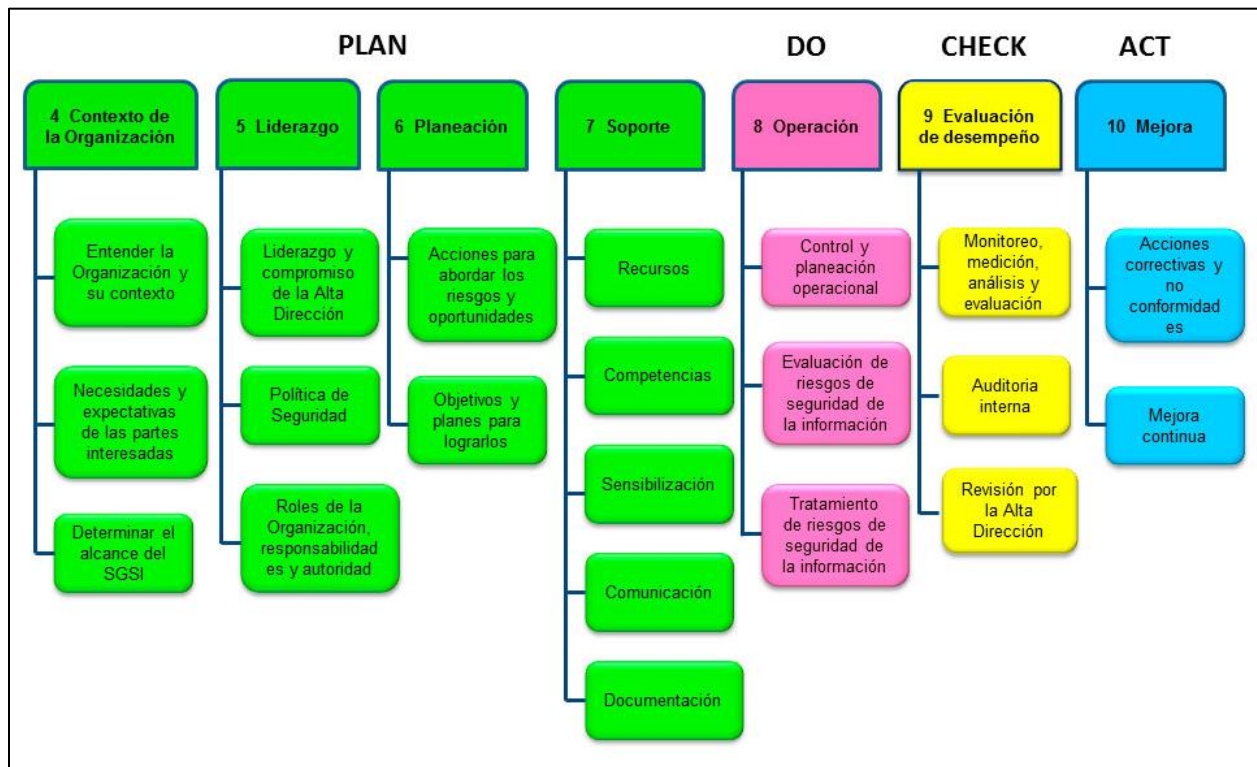 PLAN
DO
CHECK
ACT
4 Contexto de
la Organización
5 Liderazgo
6 Planeación
7 Soporte
8 Operación
9 Evaluación
de desempeño
10 Mejora
Entender la
Organización y
su contexto
Necesidades y
expectativas
de las partes
interesadas
Determinar el
alcance del
SGSI
Liderazgo y
compromiso
de la Alta
Dirección
Política de
Seguridad
Roles de la
Organización,
responsabilidad
es y autoridad
Acciones para
abordar los
riesgos y
oportunidades
Objetivos y
planes para
lograrlos
Recursos
Competencias
Sensibilización
Comunicación
Documentación
Control y
planeación
operacional
Evaluación de
riesgos de
seguridad de
la información
Tratamiento
de riesgos de
seguridad de
la información
Monitoreo,
medición,
análisis y
evaluación
Auditoria
interna
Revisión por
la Alta
Dirección
Acciones
correctivas y
no
conformidad
es
Mejora
continua